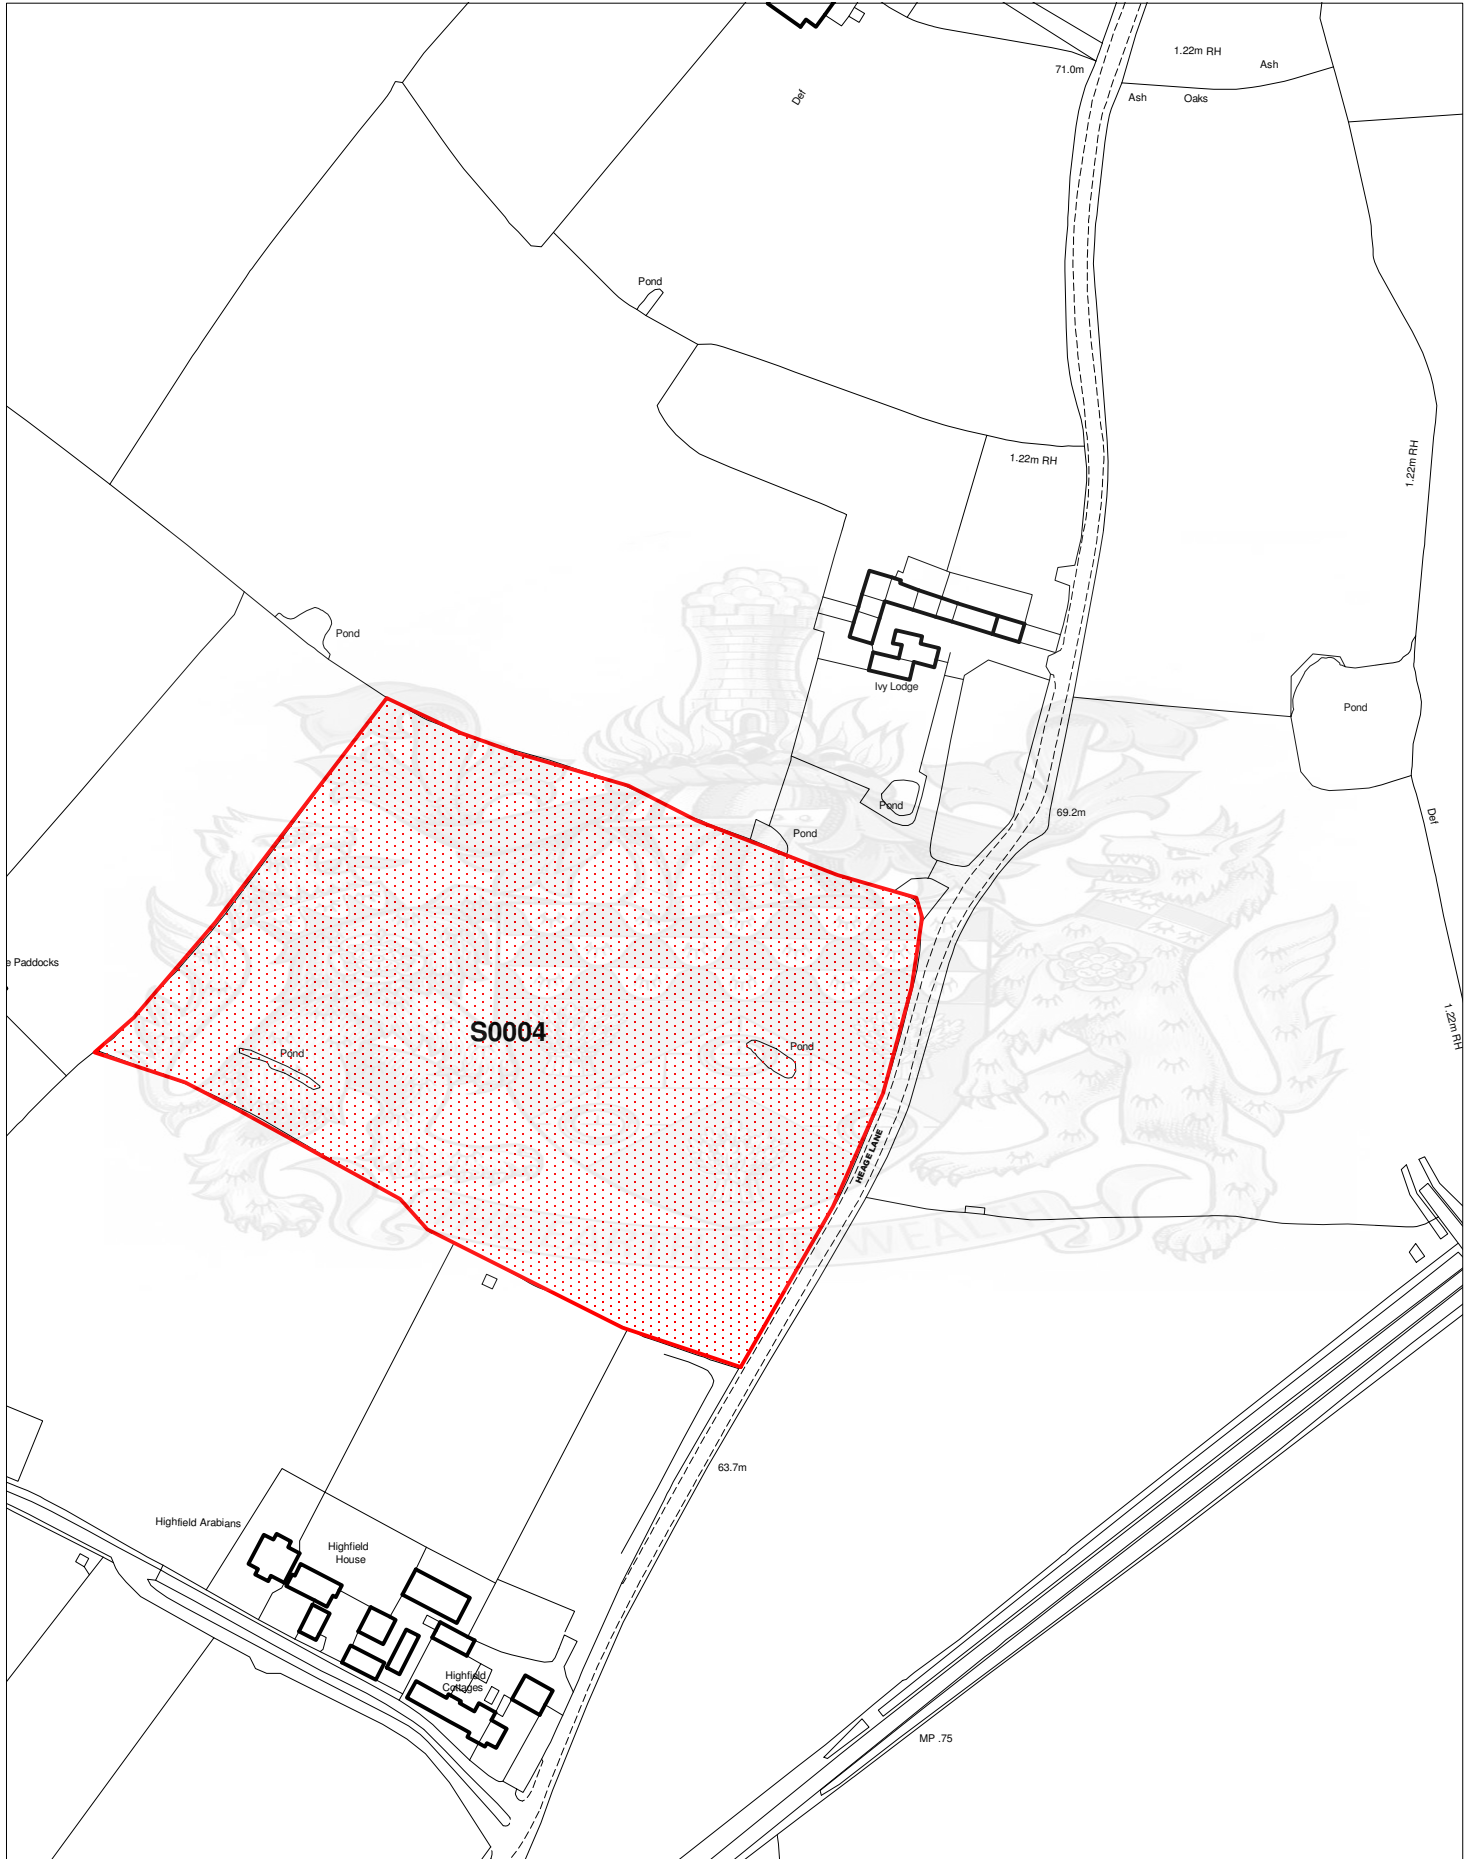 1.22m RH
Ash
71.0m
Def
Ash
Oaks
Pond
1.22m RH
1.22m RH
Pond
Ivy Lodge
Pond
Pond
69.2m
Def
Pond
e Paddocks
1.22m RH
S0004
Pond
Pond
HEAGE LANE
WEAL
63.7m
Highfield Arabians
Highfield
House
Highfield
Cottages
MP .75